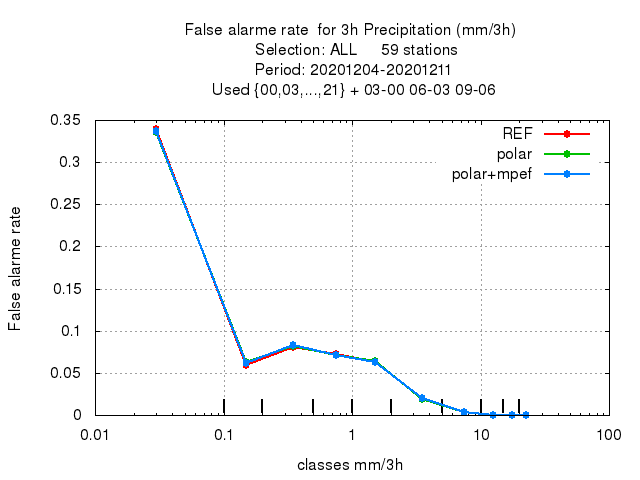 False alarme rate  for 3h Precipitation (mm/3h)
Selection: ALL     59 stations
Period: 20201204-20201211
Used {00,03,...,21} + 03-00 06-03 09-06
REF
polar
polar+mpef
False alarme rate
0.35
0.3
0.25
0.2
0.15
0.1
0.05
0
0.01 0.1 1 10 100
classes mm/3h